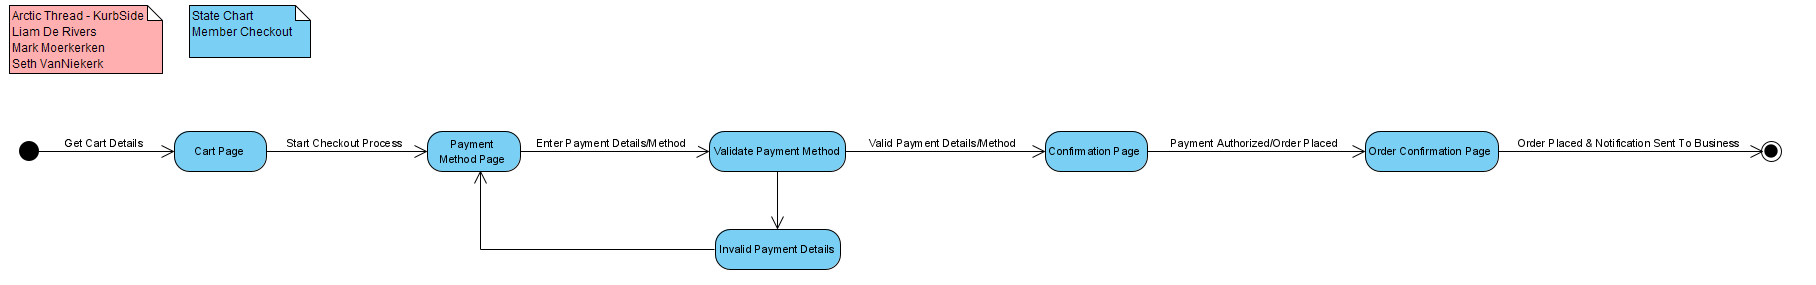 Arctic Thread - KurbSide
Liam De Rivers
Mark Moerkerken
Seth VanNiekerk
State Chart
Member Checkout
Get Cart Details
Cart Page
Start Checkout Process
Payment
Method Page
Enter Payment Details/Method
Validate Payment Method
Valid Payment Details/Method
Confirmation Page
Payment Authorized/Order Placed
Order Confirmation Page
Order Placed & Notification Sent To Business
Invalid Payment Details